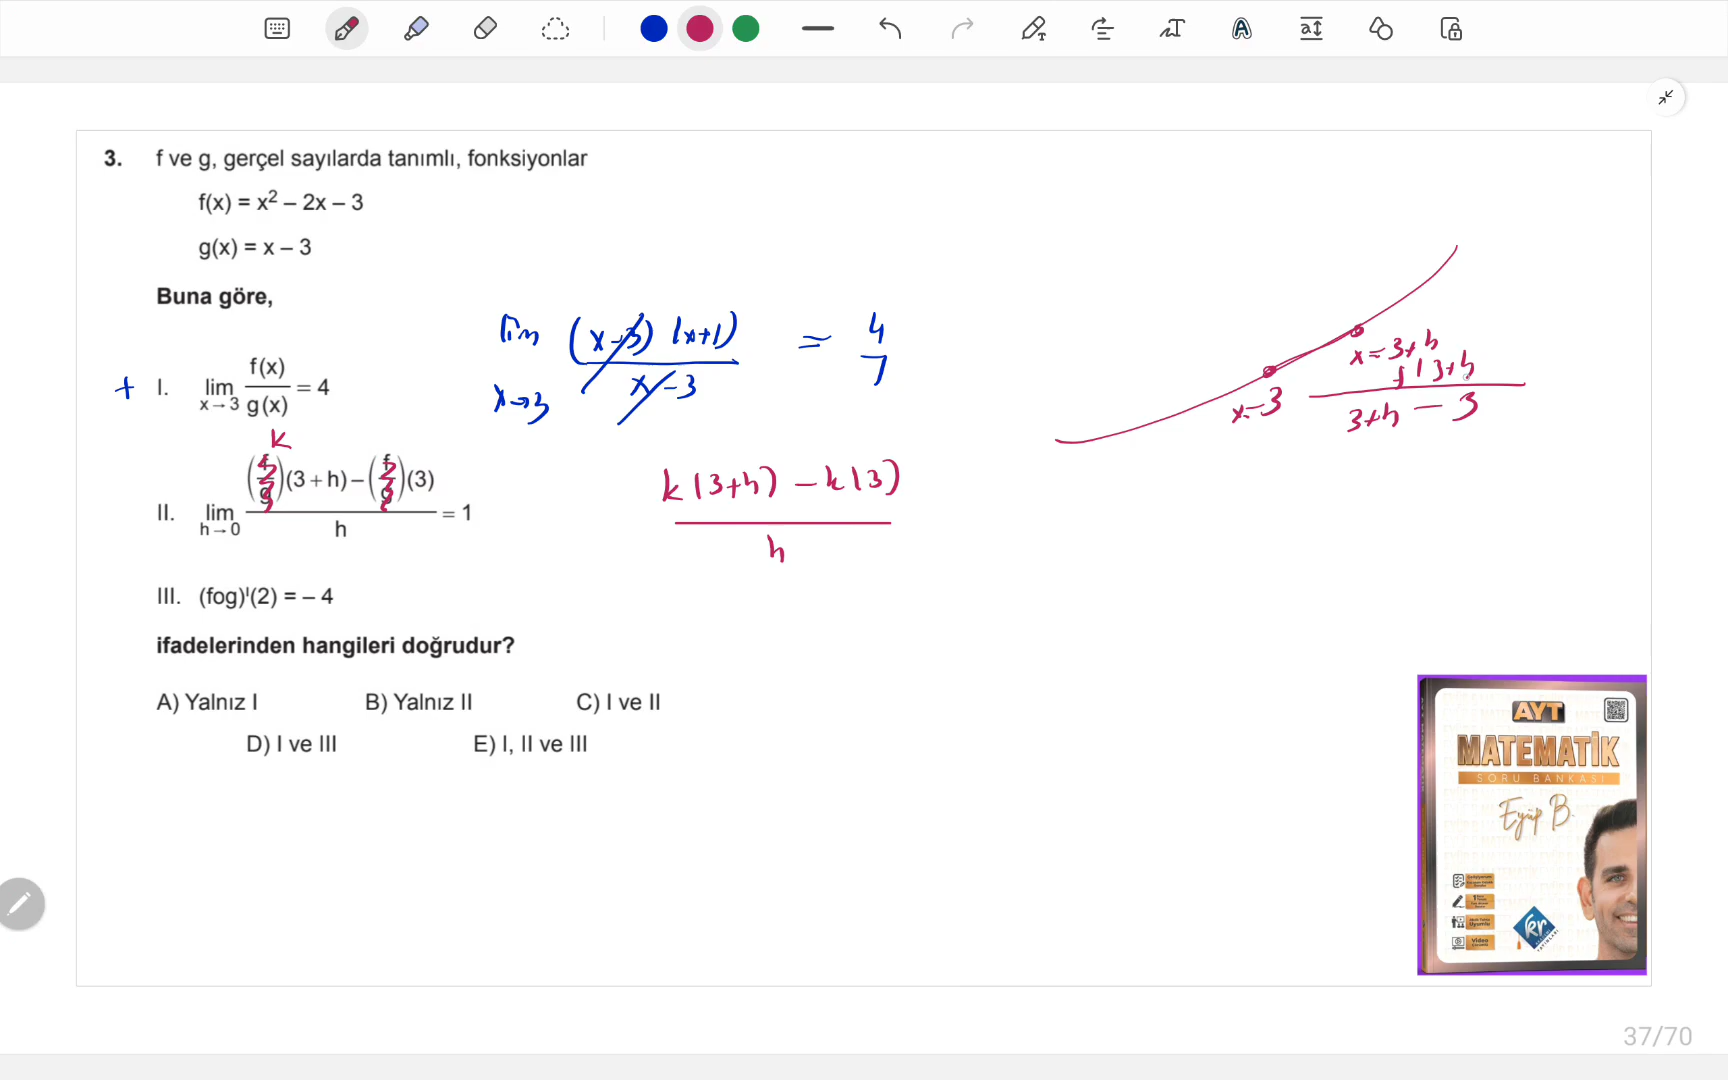 3. f ve g, gerçel sayılarda tanımlı, fonksiyonlar
f(x) = x² – 2x – 3
g(x) = x – 3
Buna göre,
+ I. lim x→3 f(x)/g(x) = 4
lim x→3 (x-3)(x+1) / x-3 = 4/
x=3+h
f(3+h
x=3
3+h – 3
k
II. lim h→0 ((f/g)(3+h) – (f/g)(3)) / h = 1
k(3+h) – k(3)
h
III. (fog)'(2) = – 4
ifadelerinden hangileri doğrudur?
A) Yalnız I B) Yalnız II C) I ve II
D) I ve III E) I, II ve III
AYT
MATEMATİK
SORU BANKASI
Eyüp B.
Video
kr
37/70